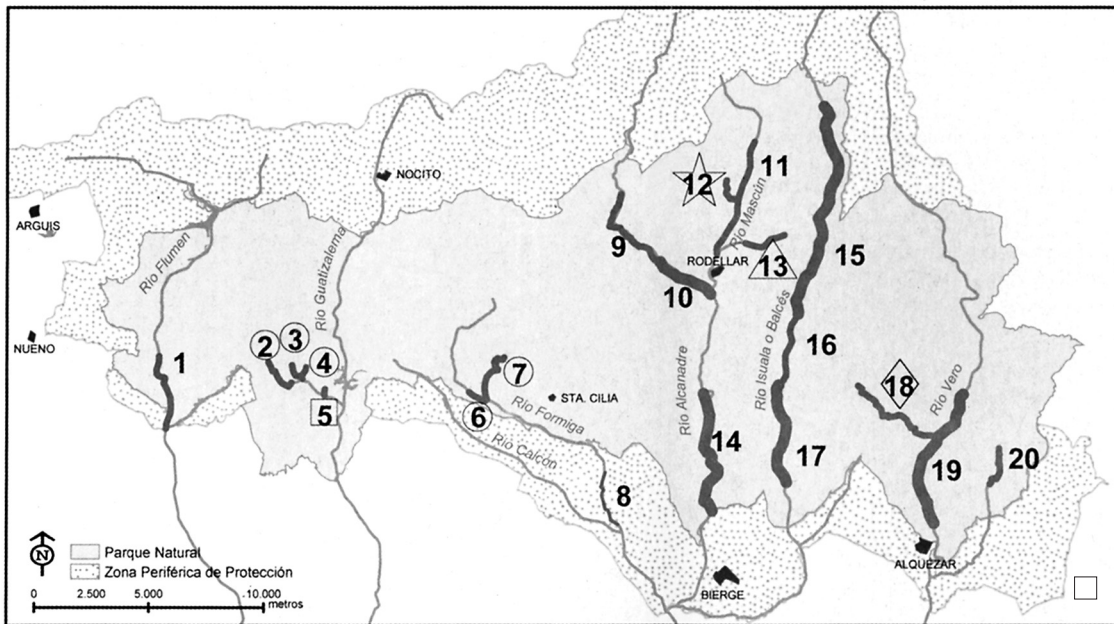 NOCITO
ARGUIS
Río Flumen
Río Guatizalema
NUENO
1
2
3
4
5
6
7
STA. CILIA
Río Formiga
Río Calcón
8
9
10
11
12
13
Río Mascún
RODELLAR
14
15
16
17
Río Alcanadre
Río Isuala o Balcés
18
19
20
Río Vero
ALQUEZAR
BIERGE
N
Parque Natural
Zona Periférica de Protección
0 2.500 5.000 10.000
metros